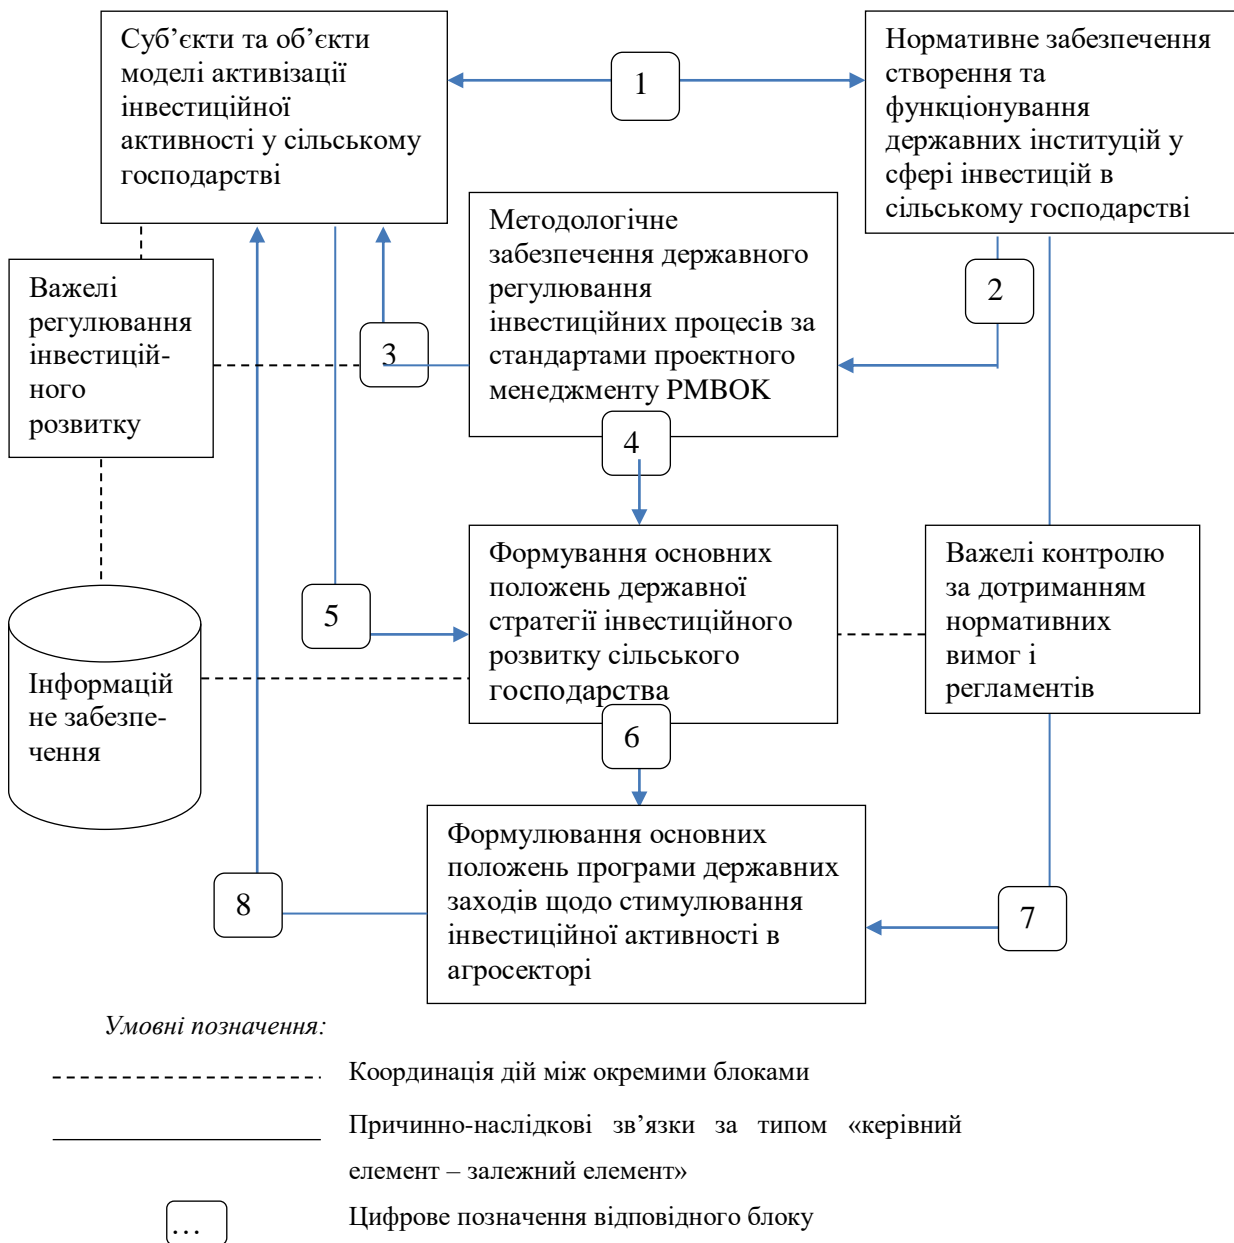 Суб’єкти та об’єкти
моделі активізації
інвестиційної
активності у сільському
господарстві
1
Нормативне забезпечення
створення та
функціонування
державних інституцій у
сфері інвестицій в
сільському господарстві
Методологічне
забезпечення державного
регулювання
інвестиційних процесів за
стандартами проектного
менеджменту PMBOK
2
Важелі
регулювання
інвестицій-
ного
розвитку
3
4
Формування основних
положень державної
стратегії інвестиційного
розвитку сільського
господарства
Важелі контролю
за дотриманням
нормативних
вимог і
регламентів
5
Інформацій
не забезпе-
чення
6
Формулювання основних
положень програми державних
заходів щодо стимулювання
інвестиційної активності в
агросекторі
8
7
Умовні позначення:
Координація дій між окремими блоками
Причинно-наслідкові зв’язки за типом «керівний
елемент – залежний елемент»
...
Цифрове позначення відповідного блоку